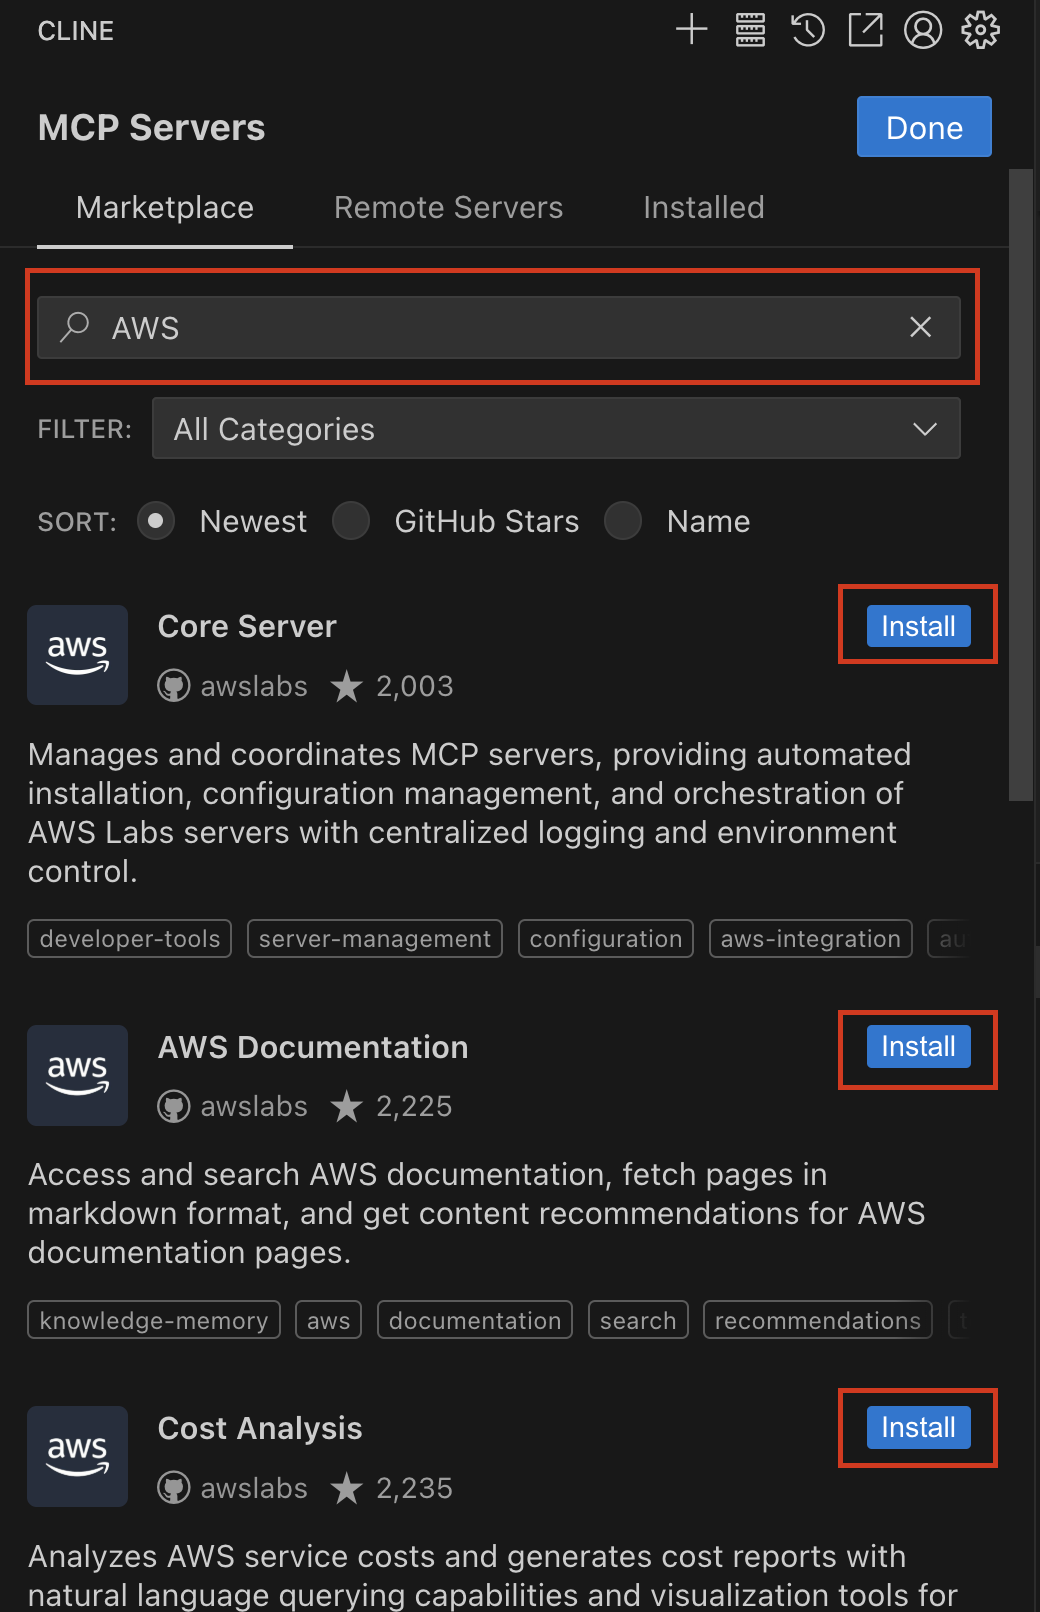 CLINE
MCP Servers
Done
Marketplace
Remote Servers
Installed
AWS
FILTER:
All Categories
SORT:
Newest
GitHub Stars
Name
aws
Core Server
Install
awslabs
2,003
Manages and coordinates MCP servers, providing automated
installation, configuration management, and orchestration of
AWS Labs servers with centralized logging and environment
control.
developer-tools
server-management
configuration
aws-integration
au
aws
AWS Documentation
Install
awslabs
2,225
Access and search AWS documentation, fetch pages in
markdown format, and get content recommendations for AWS
documentation pages.
knowledge-memory
aws
documentation
search
recommendations
t
aws
Cost Analysis
Install
awslabs
2,235
Analyzes AWS service costs and generates cost reports with
natural language querying capabilities and visualization tools for